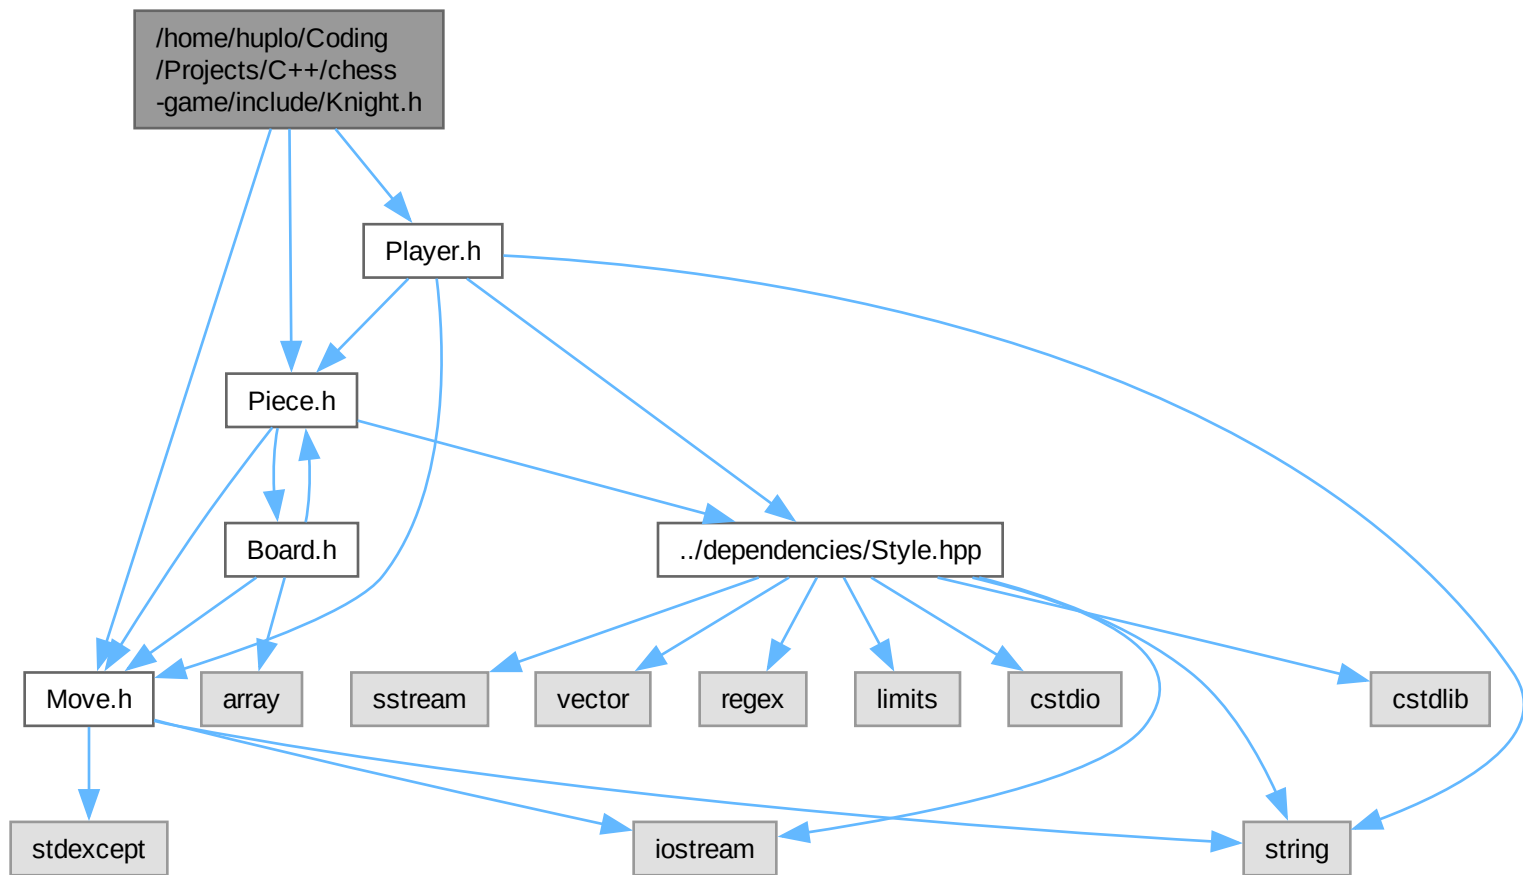 /home/huplo/Coding
/Projects/C++/chess
-game/include/Knight.h
Player.h
Piece.h
Board.h
../dependencies/Style.hpp
Move.h
array
sstream
vector
regex
limits
cstdio
cstdlib
stdexcept
iostream
string